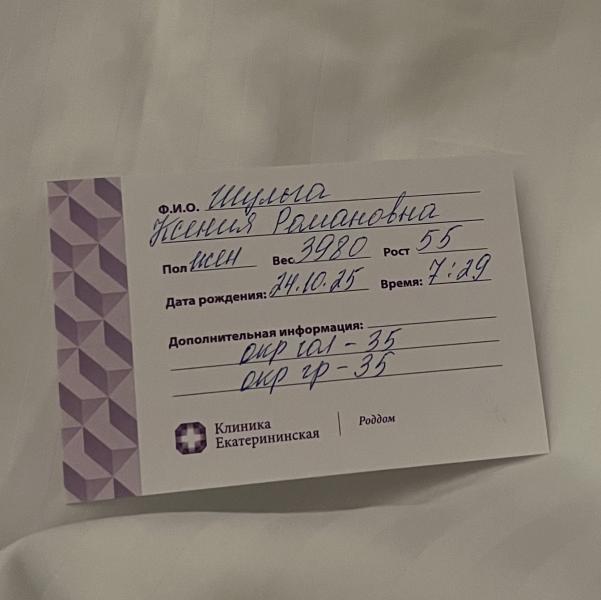 Ф.И.О. Шульга
Ксения Романовна
Пол жен Вес 3980 Рост 55
Дата рождения: 24.10.25 Время: 7:29
Дополнительная информация:
окр гол - 35
окр гр - 35
Клиника
Екатерининская
Роддом